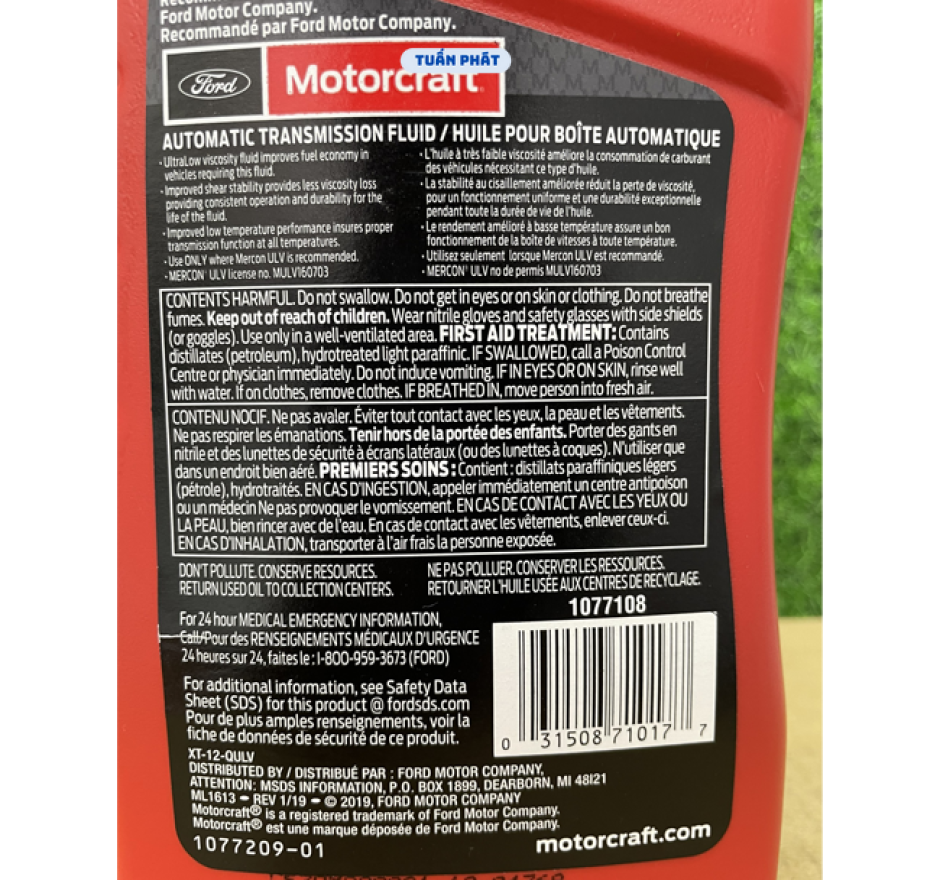 Ford Motor Company.
Recommandé par Ford Motor Company.
TUẤN PHÁT
Ford Motorcraft
AUTOMATIC TRANSMISSION FLUID / HUILE POUR BOÎTE AUTOMATIQUE
• UltraLow viscosity fluid improves fuel economy in
vehicles requiring this fluid.
• Improved shear stability provides less viscosity loss
providing consistent operation and durability for the
life of the fluid.
• Improved low temperature performance insures proper
transmission function at all temperatures.
• Use ONLY where Mercon ULV is recommended.
• MERCON® ULV license no. MULV160703
• L'huile à très faible viscosité améliore la consommation de carburant
des véhicules nécessitant ce type d'huile.
• La stabilité au cisaillement améliorée réduit la perte de viscosité,
pour un fonctionnement uniforme et une durabilité exceptionnelle
pendant toute la durée de vie de l'huile.
• Le rendement amélioré à basse température assure un bon
fonctionnement de la boîte de vitesses à toute température.
• Utilisez seulement lorsque Mercon ULV est recommandé.
• MERCON® ULV no de permis MULV160703
CONTENTS HARMFUL. Do not swallow. Do not get in eyes or on skin or clothing. Do not breathe
fumes. Keep out of reach of children. Wear nitrile gloves and safety glasses with side shields
(or goggles). Use only in a well-ventilated area. FIRST AID TREATMENT: Contains
distillates (petroleum), hydrotreated light paraffinic. IF SWALLOWED, call a Poison Control
Centre or physician immediately. Do not induce vomiting. IF IN EYES OR ON SKIN, rinse well
with water. If on clothes, remove clothes. IF BREATHED IN, move person into fresh air.
CONTENU NOCIF. Ne pas avaler. Éviter tout contact avec les yeux, la peau et les vêtements.
Ne pas respirer les émanations. Tenir hors de la portée des enfants. Porter des gants en
nitrile et des lunettes de sécurité à écrans latéraux (ou des lunettes à coques). N'utiliser que
dans un endroit bien aéré. PREMIERS SOINS : Contient : distillats paraffiniques légers
(pétrole), hydrotraités. EN CAS D'INGESTION, appeler immédiatement un centre antipoison
ou un médecin Ne pas provoquer le vomissement. EN CAS DE CONTACT AVEC LES YEUX OU
LA PEAU, bien rincer avec de l'eau. En cas de contact avec les vêtements, enlever ceux-ci.
EN CAS D'INHALATION, transporter à l'air frais la personne exposée.
DON'T POLLUTE. CONSERVE RESOURCES.
RETURN USED OIL TO COLLECTION CENTERS.
NE PAS POLLUER. CONSERVER LES RESSOURCES.
RETOURNER L'HUILE USÉE AUX CENTRES DE RECYCLAGE.
1077108
For 24 hour MEDICAL EMERGENCY INFORMATION,
Call/Pour des RENSEIGNEMENTS MÉDICAUX D'URGENCE
24 heures sur 24, faites le : 1-800-959-3673 (FORD)
For additional information, see Safety Data
Sheet (SDS) for this product @ fordsds.com
Pour de plus amples renseignements, voir la
fiche de données de sécurité de ce produit.
0 31508 71017 7
XT-12-QULV
DISTRIBUTED BY / DISTRIBUÉ PAR : FORD MOTOR COMPANY,
ATTENTION: MSDS INFORMATION, P.O. BOX 1899, DEARBORN, MI 48121
ML1613 – REV 1/19 – © 2019, FORD MOTOR COMPANY
Motorcraft® is a registered trademark of Ford Motor Company.
Motorcraft® est une marque déposée de Ford Motor Company.
1077209-01
motorcraft.com